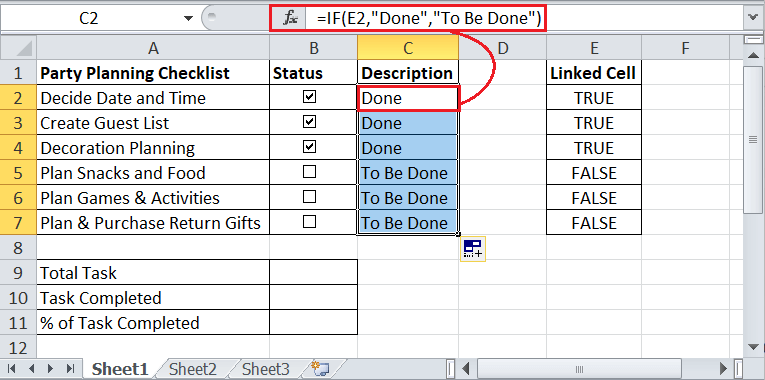 C2 fx =IF(E2,"Done","To Be Done")
A B C D E F
1 Party Planning Checklist Status Description Linked Cell
2 Decide Date and Time Done TRUE
3 Create Guest List Done TRUE
4 Decoration Planning Done TRUE
5 Plan Snacks and Food To Be Done FALSE
6 Plan Games & Activities To Be Done FALSE
7 Plan & Purchase Return Gifts To Be Done FALSE
8
9 Total Task
10 Task Completed
11 % of Task Completed
12
Sheet1 Sheet2 Sheet3